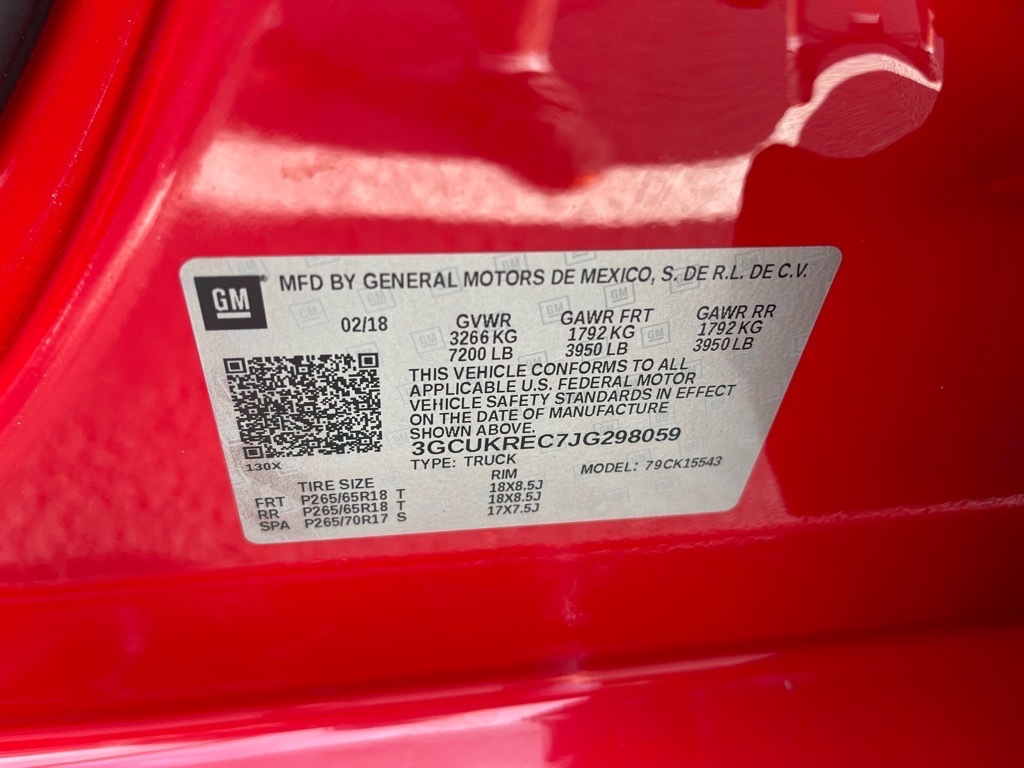 GM
MFD BY GENERAL MOTORS DE MEXICO, S. DE R.L. DE C.V.
02/18 GVWR GAWR FRT GAWR RR
3266 KG 1792 KG 1792 KG
7200 LB 3950 LB 3950 LB
THIS VEHICLE CONFORMS TO ALL
APPLICABLE U.S. FEDERAL MOTOR
VEHICLE SAFETY STANDARDS IN EFFECT
ON THE DATE OF MANUFACTURE
SHOWN ABOVE.
3GCUKREC7JG298059
130X
TYPE: TRUCK MODEL: 79CK15543
TIRE SIZE RIM
FRT P265/65R18 T 18X8.5J
RR P265/65R18 T 18X8.5J
SPA P265/70R17 S 17X7.5J